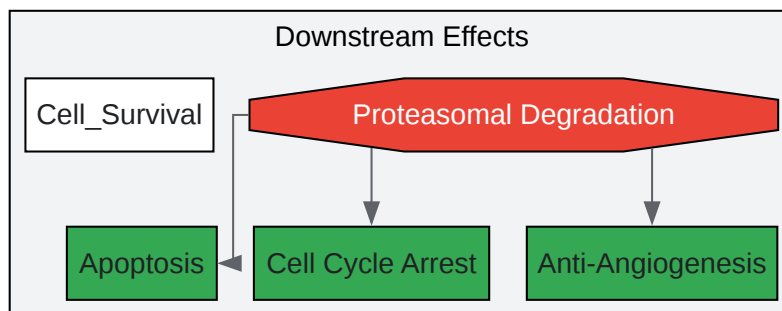 Downstream Effects
Cell_Survival
Proteasomal Degradation
Apoptosis
Cell Cycle Arrest
Anti-Angiogenesis